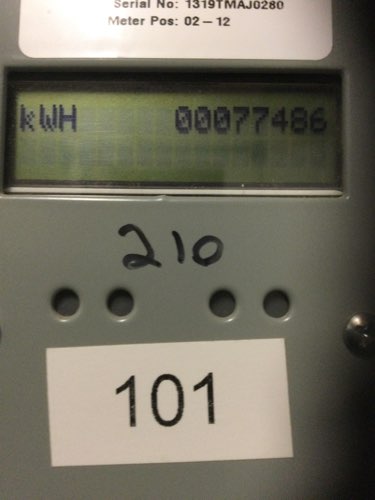 Serial No: 1319TMAJ0280
Meter Pos: 02 – 12
kWH 00077486
210
101